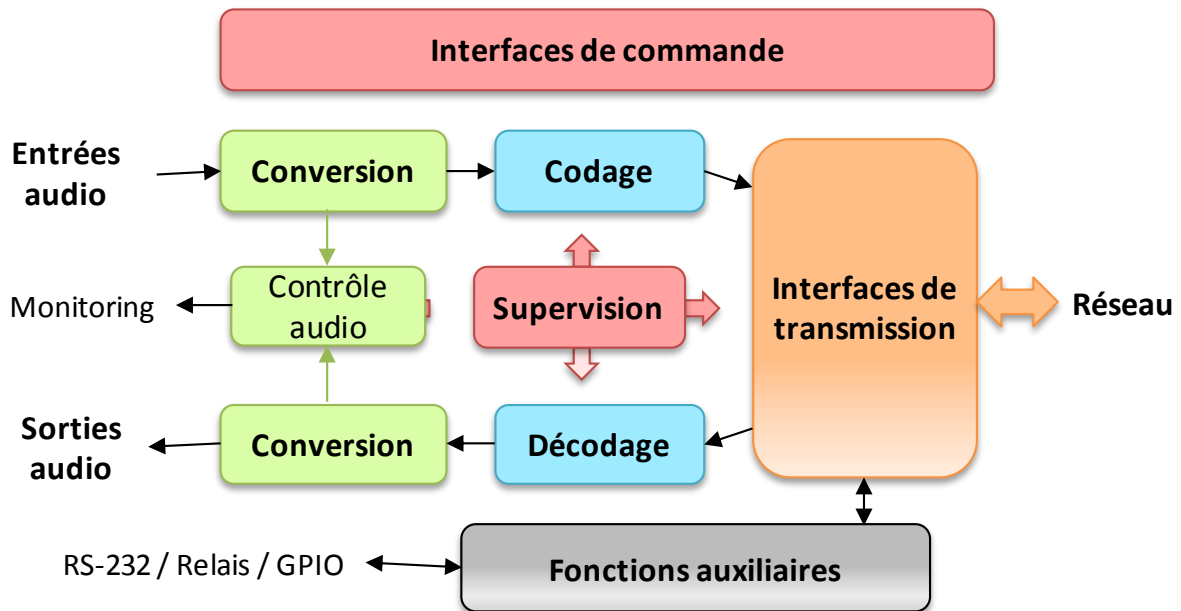 Interfaces de commande
Entrées
audio
Conversion
Codage
Monitoring
Contrôle
audio
Supervision
Interfaces de
transmission
Réseau
Sorties
audio
Conversion
Décodage
RS-232 / Relais / GPIO
Fonctions auxiliaires